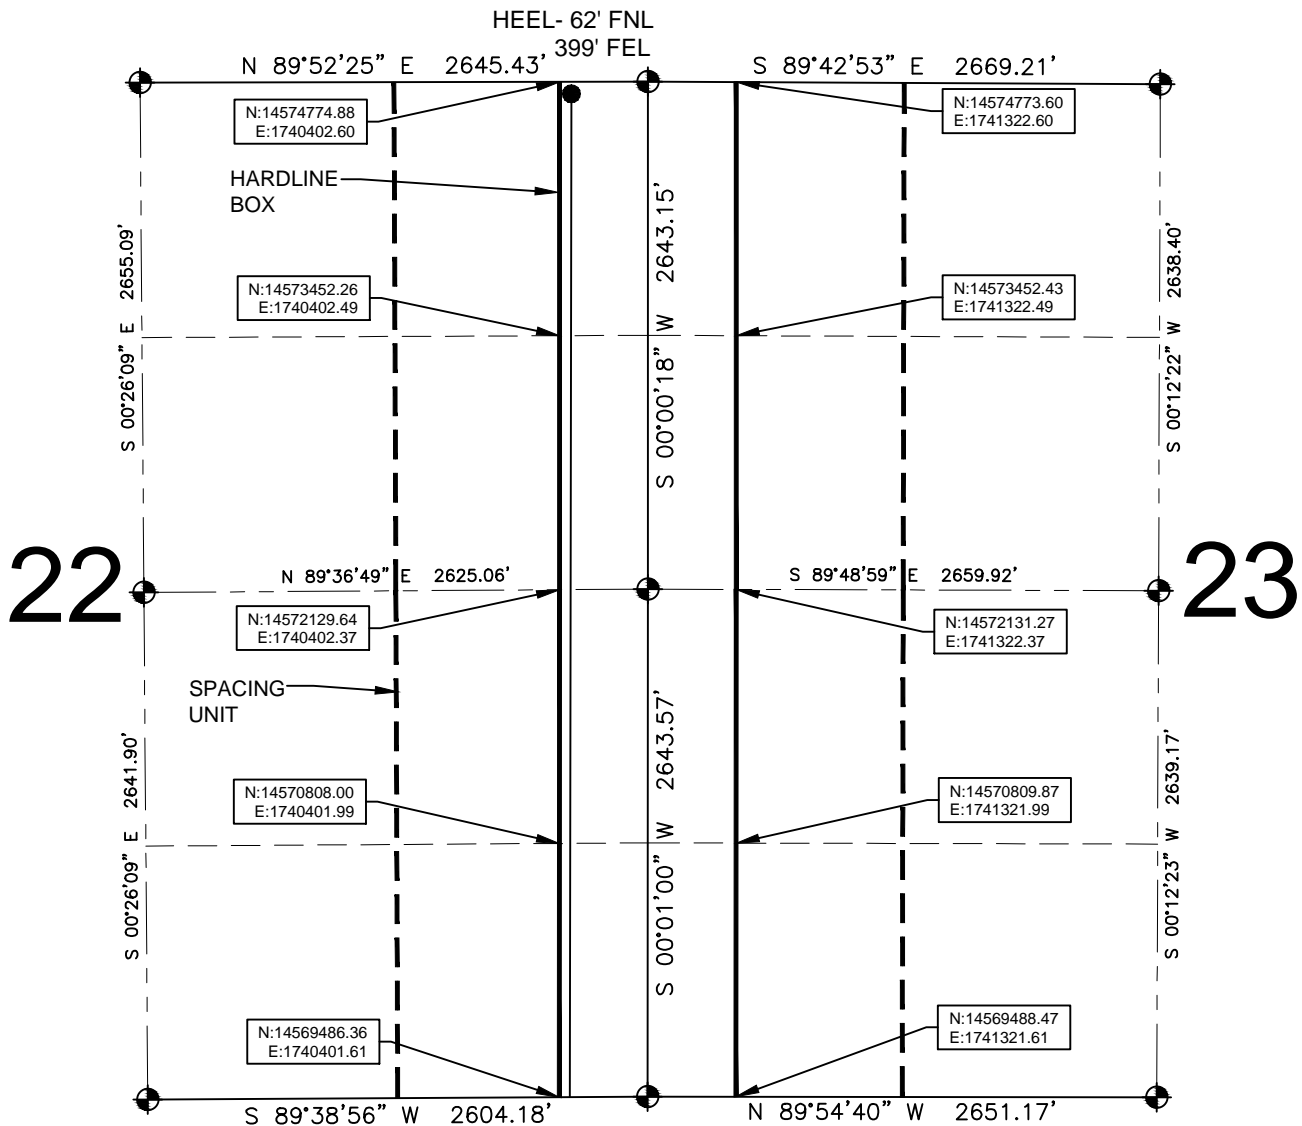 HEEL- 62' FNL
399' FEL
N 89°52'25" E 2645.43'
S 89°42'53" E 2669.21'
N:14574774.88
E:1740402.60
N:14574773.60
E:1741322.60
HARDLINE
BOX
S 00°26'09" E 2655.09'
S 00°00'18" W 2643.15'
S 00°12'22" W 2638.40'
N:14573452.26
E:1740402.49
N:14573452.43
E:1741322.49
22
N 89°36'49" E 2625.06'
S 89°48'59" E 2659.92'
23
N:14572129.64
E:1740402.37
N:14572131.27
E:1741322.37
SPACING
UNIT
S 00°26'09" E 2641.90'
S 00°01'00" W 2643.57'
S 00°12'23" W 2639.17'
N:14570808.00
E:1740401.99
N:14570809.87
E:1741321.99
N:14569486.36
E:1740401.61
N:14569488.47
E:1741321.61
S 89°38'56" W 2604.18'
N 89°54'40" W 2651.17'